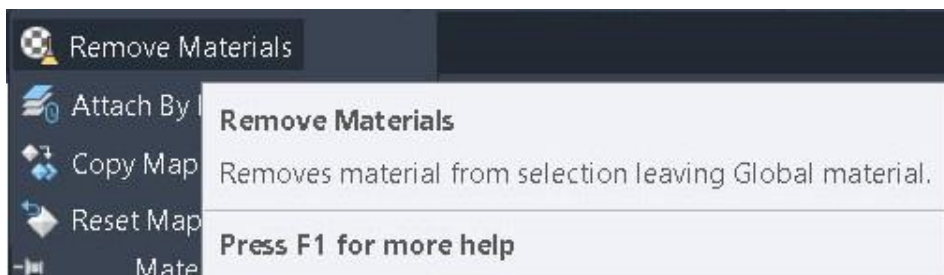 Remove Materials
Attach By
Remove Materials
Copy Map
Removes material from selection leaving Global material.
Reset Map
Press F1 for more help
Mate